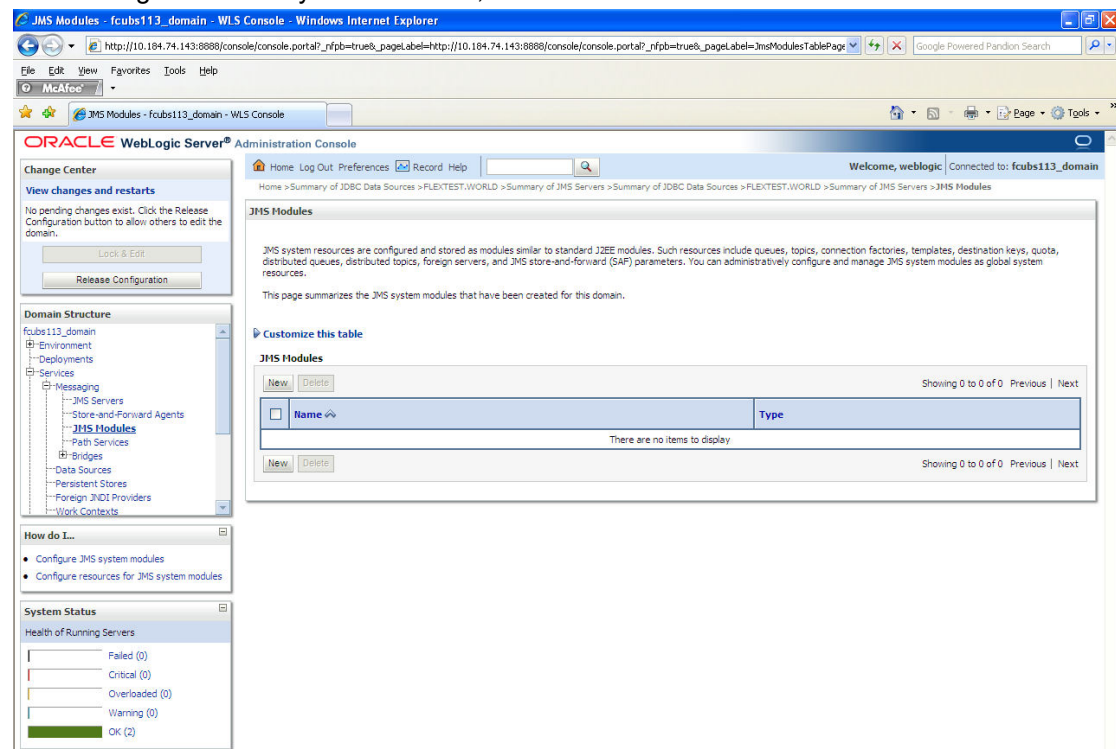 JMS Modules - fcubs113_domain - WLS Console - Windows Internet Explorer
http://10.184.74.143:8888/console/console.portal?_nfpb=true&_pageLabel=http://10.184.74.143:8888/console/console.portal?_nfpb=true&_pageLabel=JmsModulesTablePage
Google Powered Pandion Search
File Edit View Favorites Tools Help
McAfee
JMS Modules - fcubs113_domain - WLS Console
Page Tools
ORACLE WebLogic Server® Administration Console
Change Center
View changes and restarts
No pending changes exist. Click the Release
Configuration button to allow others to edit the
domain.
Lock & Edit
Release Configuration
Domain Structure
fcubs113_domain
Environment
Deployments
Services
Messaging
JMS Servers
Store-and-Forward Agents
JMS Modules
Path Services
Bridges
Data Sources
Persistent Stores
Foreign JNDI Providers
Work Contexts
How do I...
Configure JMS system modules
Configure resources for JMS system modules
System Status
Health of Running Servers
Failed (0)
Critical (0)
Overloaded (0)
Warning (0)
OK (2)
Home Log Out Preferences Record Help
Welcome, weblogic Connected to: fcubs113_domain
Home >Summary of JDBC Data Sources >FLEXTEST.WORLD >Summary of JMS Servers >Summary of JDBC Data Sources >FLEXTEST.WORLD >Summary of JMS Servers >JMS Modules
JMS Modules
JMS system resources are configured and stored as modules similar to standard J2EE modules. Such resources include queues, topics, connection factories, templates, destination keys, quota,
distributed queues, distributed topics, foreign servers, and JMS store-and-forward (SAF) parameters. You can administratively configure and manage JMS system modules as global system
resources.
This page summarizes the JMS system modules that have been created for this domain.
Customize this table
JMS Modules
New Delete Showing 0 to 0 of 0 Previous | Next
Name Type
There are no items to display
New Delete Showing 0 to 0 of 0 Previous | Next